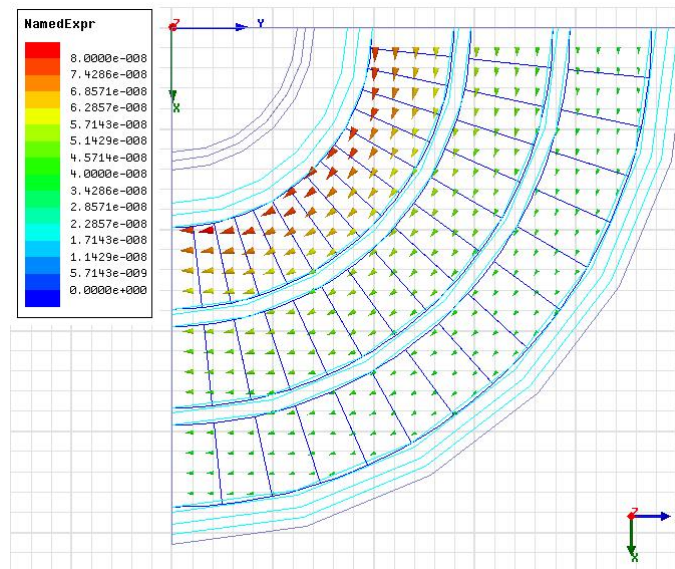 NamedExpr
8.0000e-008
7.4286e-008
6.8571e-008
6.2857e-008
5.7143e-008
5.1429e-008
4.5714e-008
4.0000e-008
3.4286e-008
2.8571e-008
2.2857e-008
1.7143e-008
1.1429e-008
5.7143e-009
0.0000e+000
Z
Y
X
Z
X